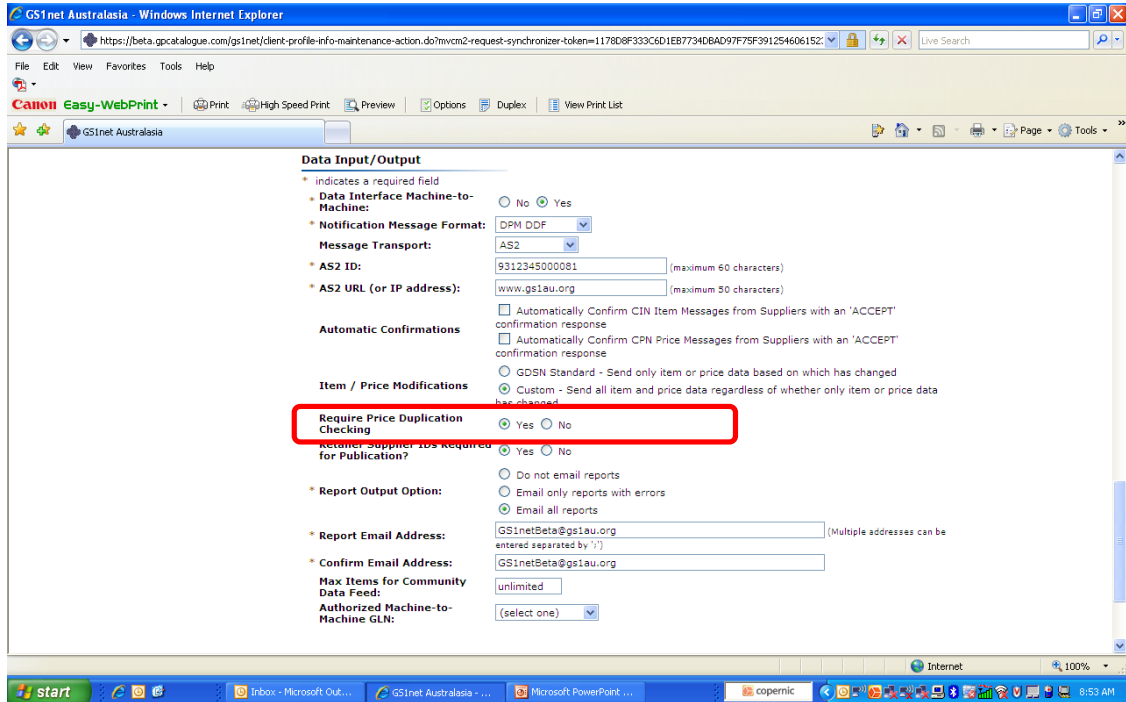 GS1net Australasia - Windows Internet Explorer
https://beta.gpcatalogue.com/gs1net/client-profile-info-maintenance-action.do?mvcm2-request-synchronizer-token=1178D8F333C6D1EB7734DBAD97F75F391254606152
Live Search
File Edit View Favorites Tools Help
Canon Easy-WebPrint Print High Speed Print Preview Options Duplex View Print List
GS1net Australasia
Page Tools »
Data Input/Output
* indicates a required field
* Data Interface Machine-to-Machine: No Yes
* Notification Message Format: DPM DDF
Message Transport: AS2
* AS2 ID: 9312345000081 (maximum 60 characters)
* AS2 URL (or IP address): www.gs1au.org (maximum 50 characters)
Automatic Confirmations
Automatically Confirm CIN Item Messages from Suppliers with an 'ACCEPT'
confirmation response
Automatically Confirm CPN Price Messages from Suppliers with an 'ACCEPT'
confirmation response
Item / Price Modifications
GDSN Standard - Send only item or price data based on which has changed
Custom - Send all item and price data regardless of whether only item or price data
has changed
Require Price Duplication
Checking
Yes No
Retailer Supplier IDs Required
for Publication?
Yes No
* Report Output Option:
Do not email reports
Email only reports with errors
Email all reports
* Report Email Address: GS1netBeta@gs1au.org (Multiple addresses can be
entered separated by ';')
* Confirm Email Address: GS1netBeta@gs1au.org
Max Items for Community
Data Feed:
unlimited
Authorized Machine-to-
Machine GLN:
(select one)
Internet 100%
start Inbox - Microsoft Out... GS1net Australasia - ... Microsoft PowerPoint ... copernic 8:53 AM